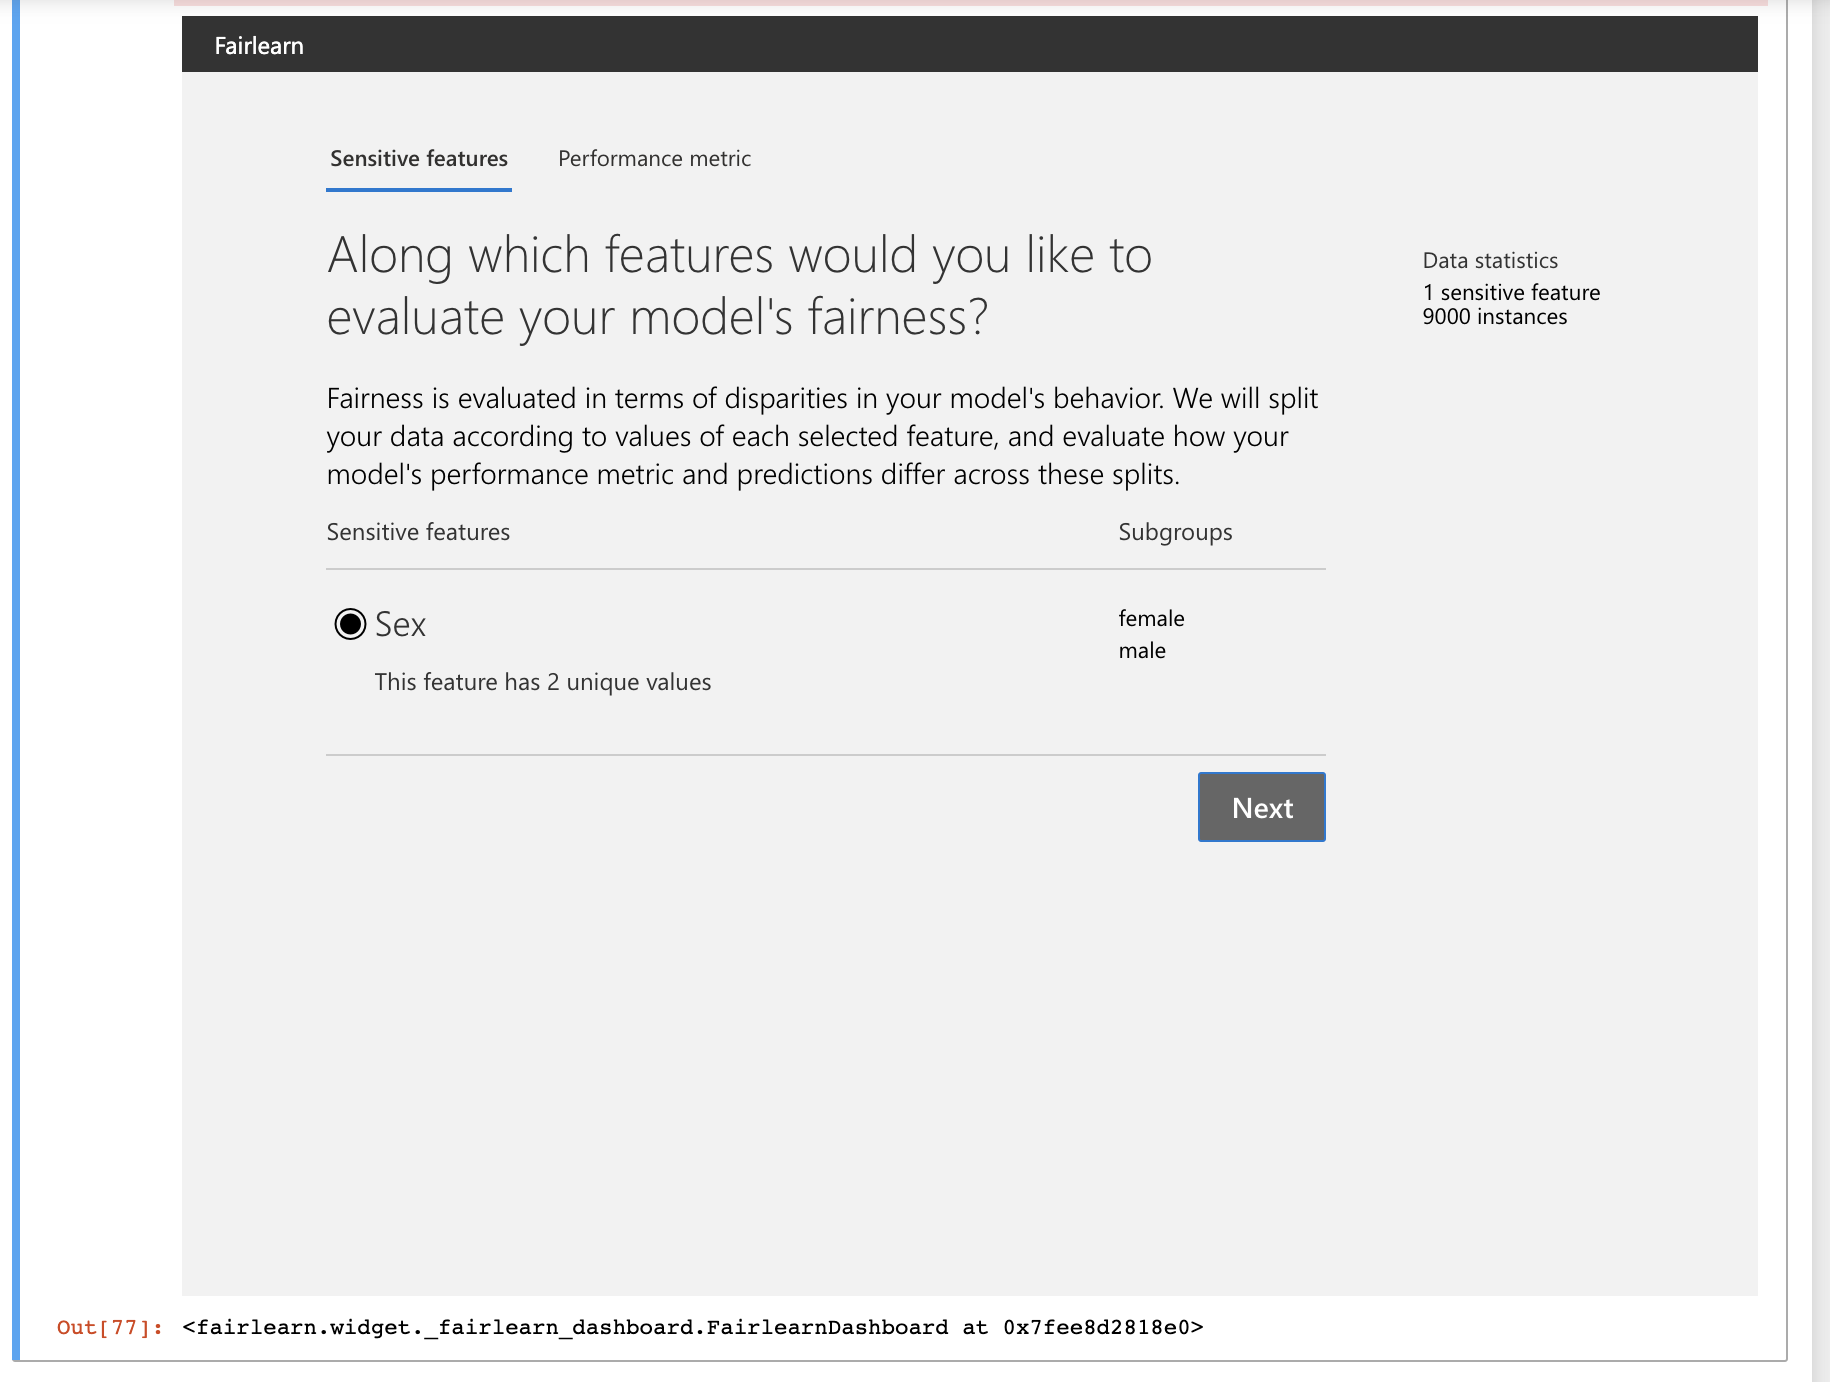 Fairlearn
Sensitive features Performance metric
Along which features would you like to
evaluate your model's fairness?
Data statistics
1 sensitive feature
9000 instances
Fairness is evaluated in terms of disparities in your model's behavior. We will split
your data according to values of each selected feature, and evaluate how your
model's performance metric and predictions differ across these splits.
Sensitive features Subgroups
Sex
This feature has 2 unique values
female
male
Next
Out[77]: <fairlearn.widget._fairlearn_dashboard.FairlearnDashboard at 0x7fee8d2818e0>